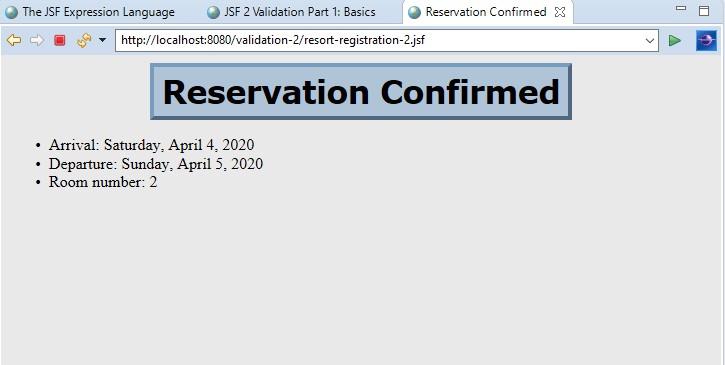 The JSF Expression Language
JSF 2 Validation Part 1: Basics
Reservation Confirmed
http://localhost:8080/validation-2/resort-registration-2.jsf
Reservation Confirmed
• Arrival: Saturday, April 4, 2020
• Departure: Sunday, April 5, 2020
• Room number: 2